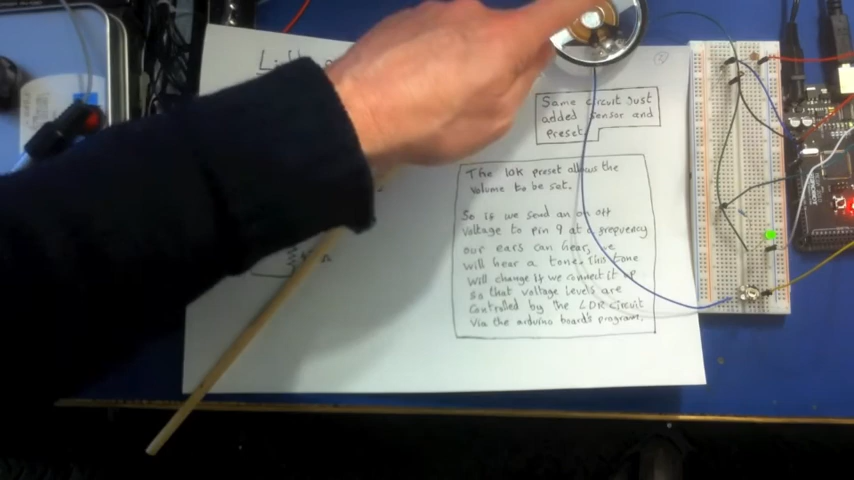 Same circuit Just
added sensor and
preset.
The 10K preset allows the
volume to be set.
So if we send an on off
voltage to pin 9 at a grequency
our ears can hear, we
will hear a tone. This tone
will change if we connect it up
so that voltage levels are
controlled by the LDR circuit
via the arduino boards program.